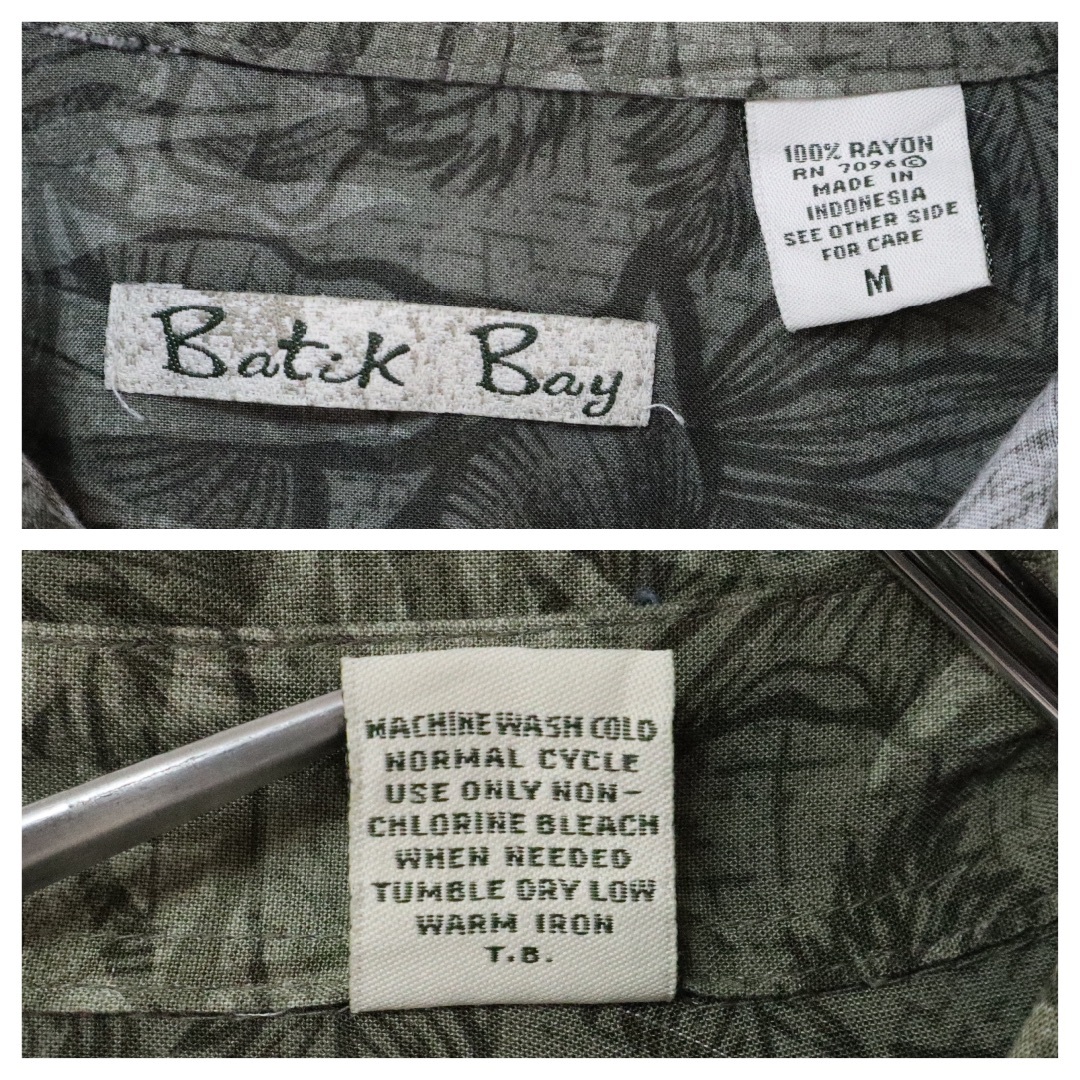 Batik Bay
100% RAYON
RN 7096©
MADE IN
INDONESIA
SEE OTHER SIDE
FOR CARE
M
MACHINE WASH COLD
NORMAL CYCLE
USE ONLY NON-
CHLORINE BLEACH
WHEN NEEDED
TUMBLE DRY LOW
WARM IRON
T.B.